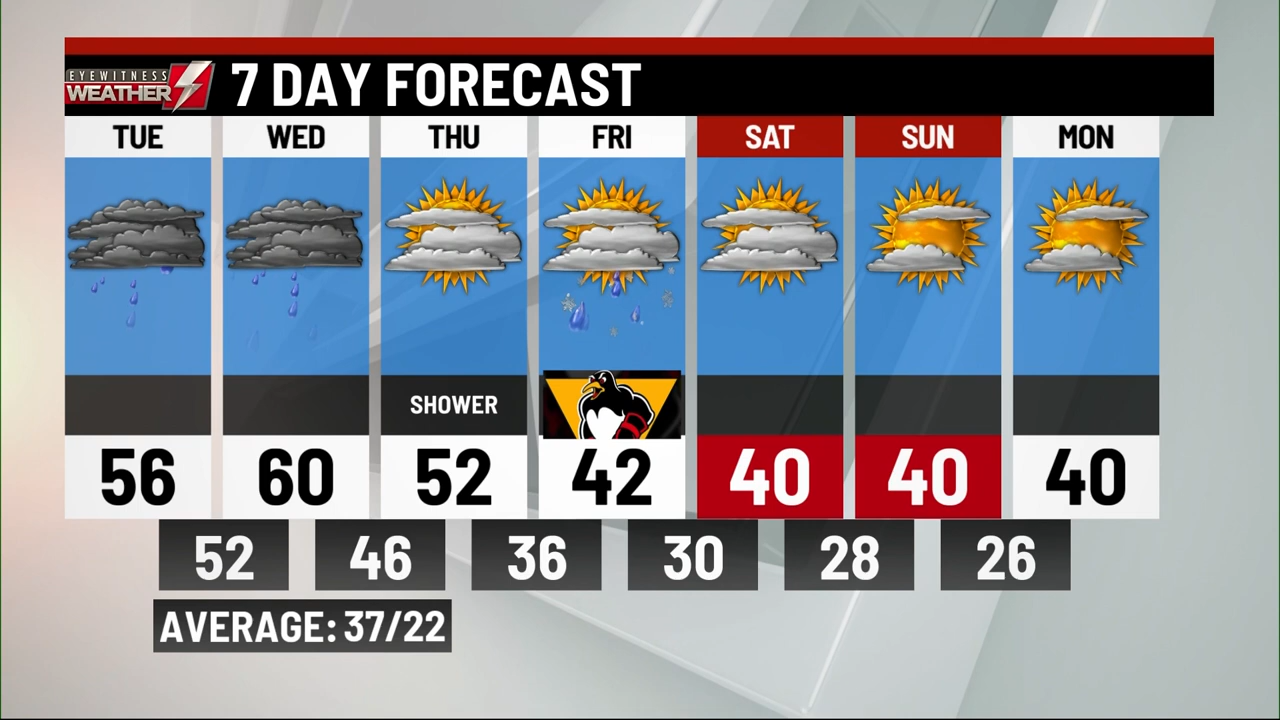 EYEWITNESS
WEATHER
7 DAY FORECAST
TUE WED THU FRI SAT SUN MON
SHOWER
56 60 52 42 40 40 40
52 46 36 30 28 26
AVERAGE: 37/22